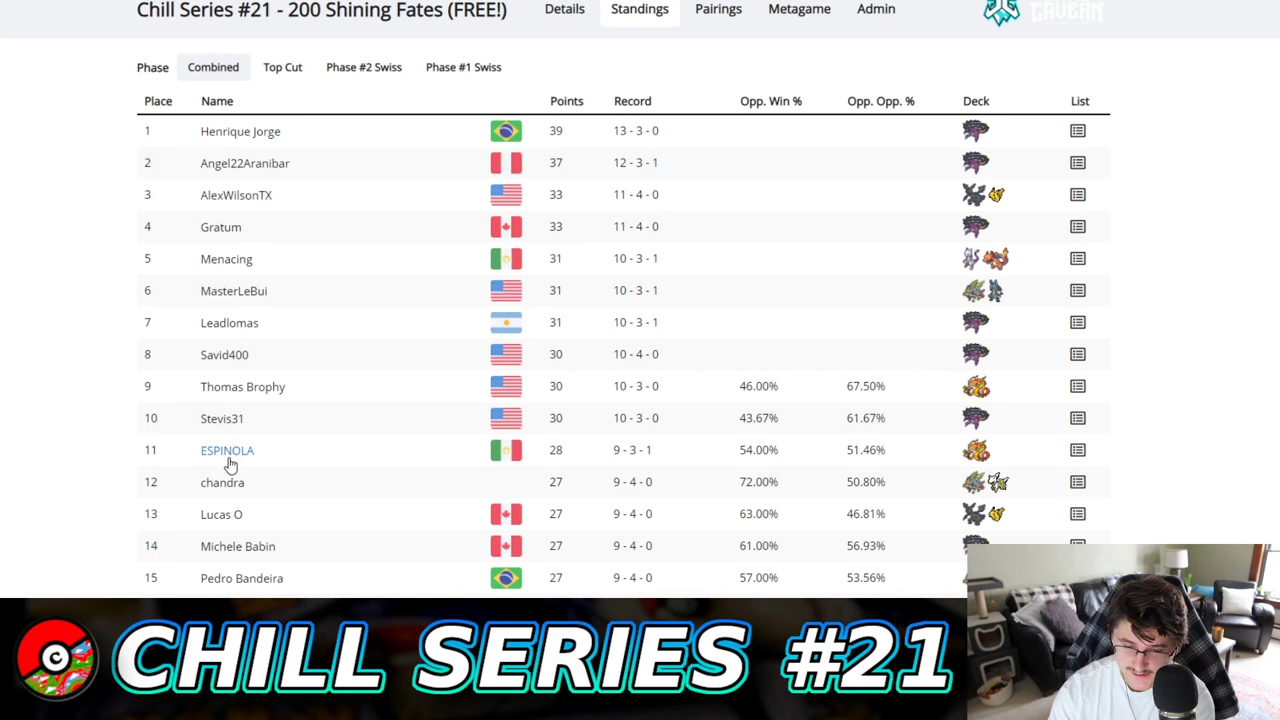 Chill Series #21 - 200 Shining Fates (FREE!) Details Standings Pairings Metagame Admin CAVERN
Phase Combined Top Cut Phase #2 Swiss Phase #1 Swiss
Place Name Points Record Opp. Win % Opp. Opp. % Deck List
1 Henrique Jorge 39 13 - 3 - 0
2 Angel22Aranibar 37 12 - 3 - 1
3 AlexWilsonTX 33 11 - 4 - 0
4 Gratum 33 11 - 4 - 0
5 Menacing 31 10 - 3 - 1
6 MasterLeBui 31 10 - 3 - 1
7 Leadlomas 31 10 - 3 - 1
8 Savid400 30 10 - 4 - 0
9 Thomas Brophy 30 10 - 3 - 0 46.00% 67.50%
10 Stevis31 30 10 - 3 - 0 43.67% 61.67%
11 ESPINOLA 28 9 - 3 - 1 54.00% 51.46%
12 chandra 27 9 - 4 - 0 72.00% 50.80%
13 Lucas O 27 9 - 4 - 0 63.00% 46.81%
14 Michele Babin 27 9 - 4 - 0 61.00% 56.93%
15 Pedro Bandeira 27 9 - 4 - 0 57.00% 53.56%
C CHILL SERIES #21